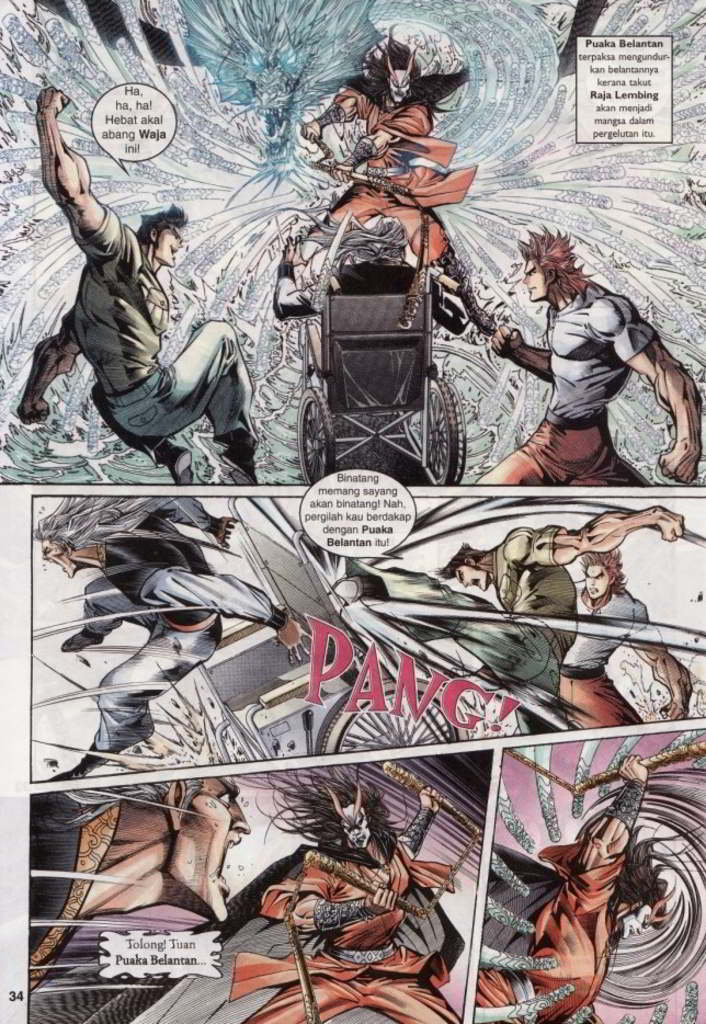 Puaka Belantan
terpaksa mengundur-
kan belantannya
kerana takut
Raja Lembing
akan menjadi
mangsa dalam
pergelutan itu.
Ha,
ha, ha!
Hebat akal
abang Waja
ini!
Binatang
memang sayang
akan binatang! Nah,
pergilah kau berdakap
dengan Puaka
Belantan itu!
PANG!
Tolong! Tuan
Puaka Belantan...
34